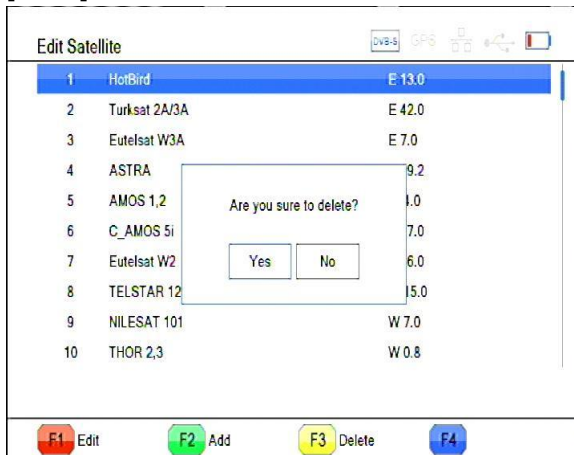 Edit Satellite DVB-S GPS
1 HotBird E 13.0
2 Turksat 2A/3A E 42.0
3 Eutelsat W3A E 7.0
4 ASTRA 9.2
5 AMOS 1,2 .0
6 C_AMOS 5i 7.0
7 Eutelsat W2 6.0
8 TELSTAR 12 5.0
9 NILESAT 101 W 7.0
10 THOR 2,3 W 0.8
Are you sure to delete?
Yes No
F1 Edit F2 Add F3 Delete F4